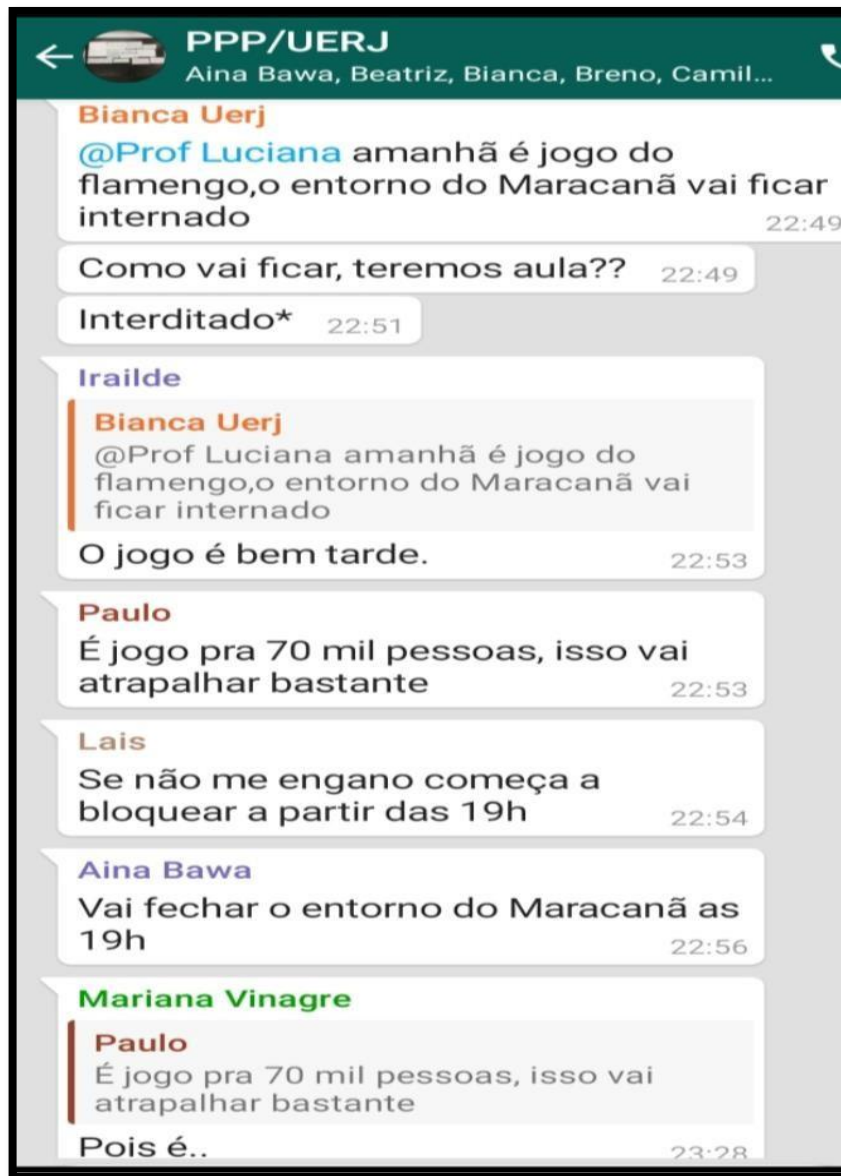 PPP/UERJ
Aina Bawa, Beatriz, Bianca, Breno, Camil...
Bianca Uerj
@Prof Luciana amanhã é jogo do
flamengo,o entorno do Maracanã vai ficar
internado
22:49
Como vai ficar, teremos aula?? 22:49
Interditado* 22:51
Irailde
Bianca Uerj
@Prof Luciana amanhã é jogo do
flamengo,o entorno do Maracanã vai
ficar internado
O jogo é bem tarde. 22:53
Paulo
É jogo pra 70 mil pessoas, isso vai
atrapalhar bastante 22:53
Lais
Se não me engano começa a
bloquear a partir das 19h 22:54
Aina Bawa
Vai fechar o entorno do Maracanã as
19h 22:56
Mariana Vinagre
Paulo
É jogo pra 70 mil pessoas, isso vai
atrapalhar bastante
Pois é.. 23:28